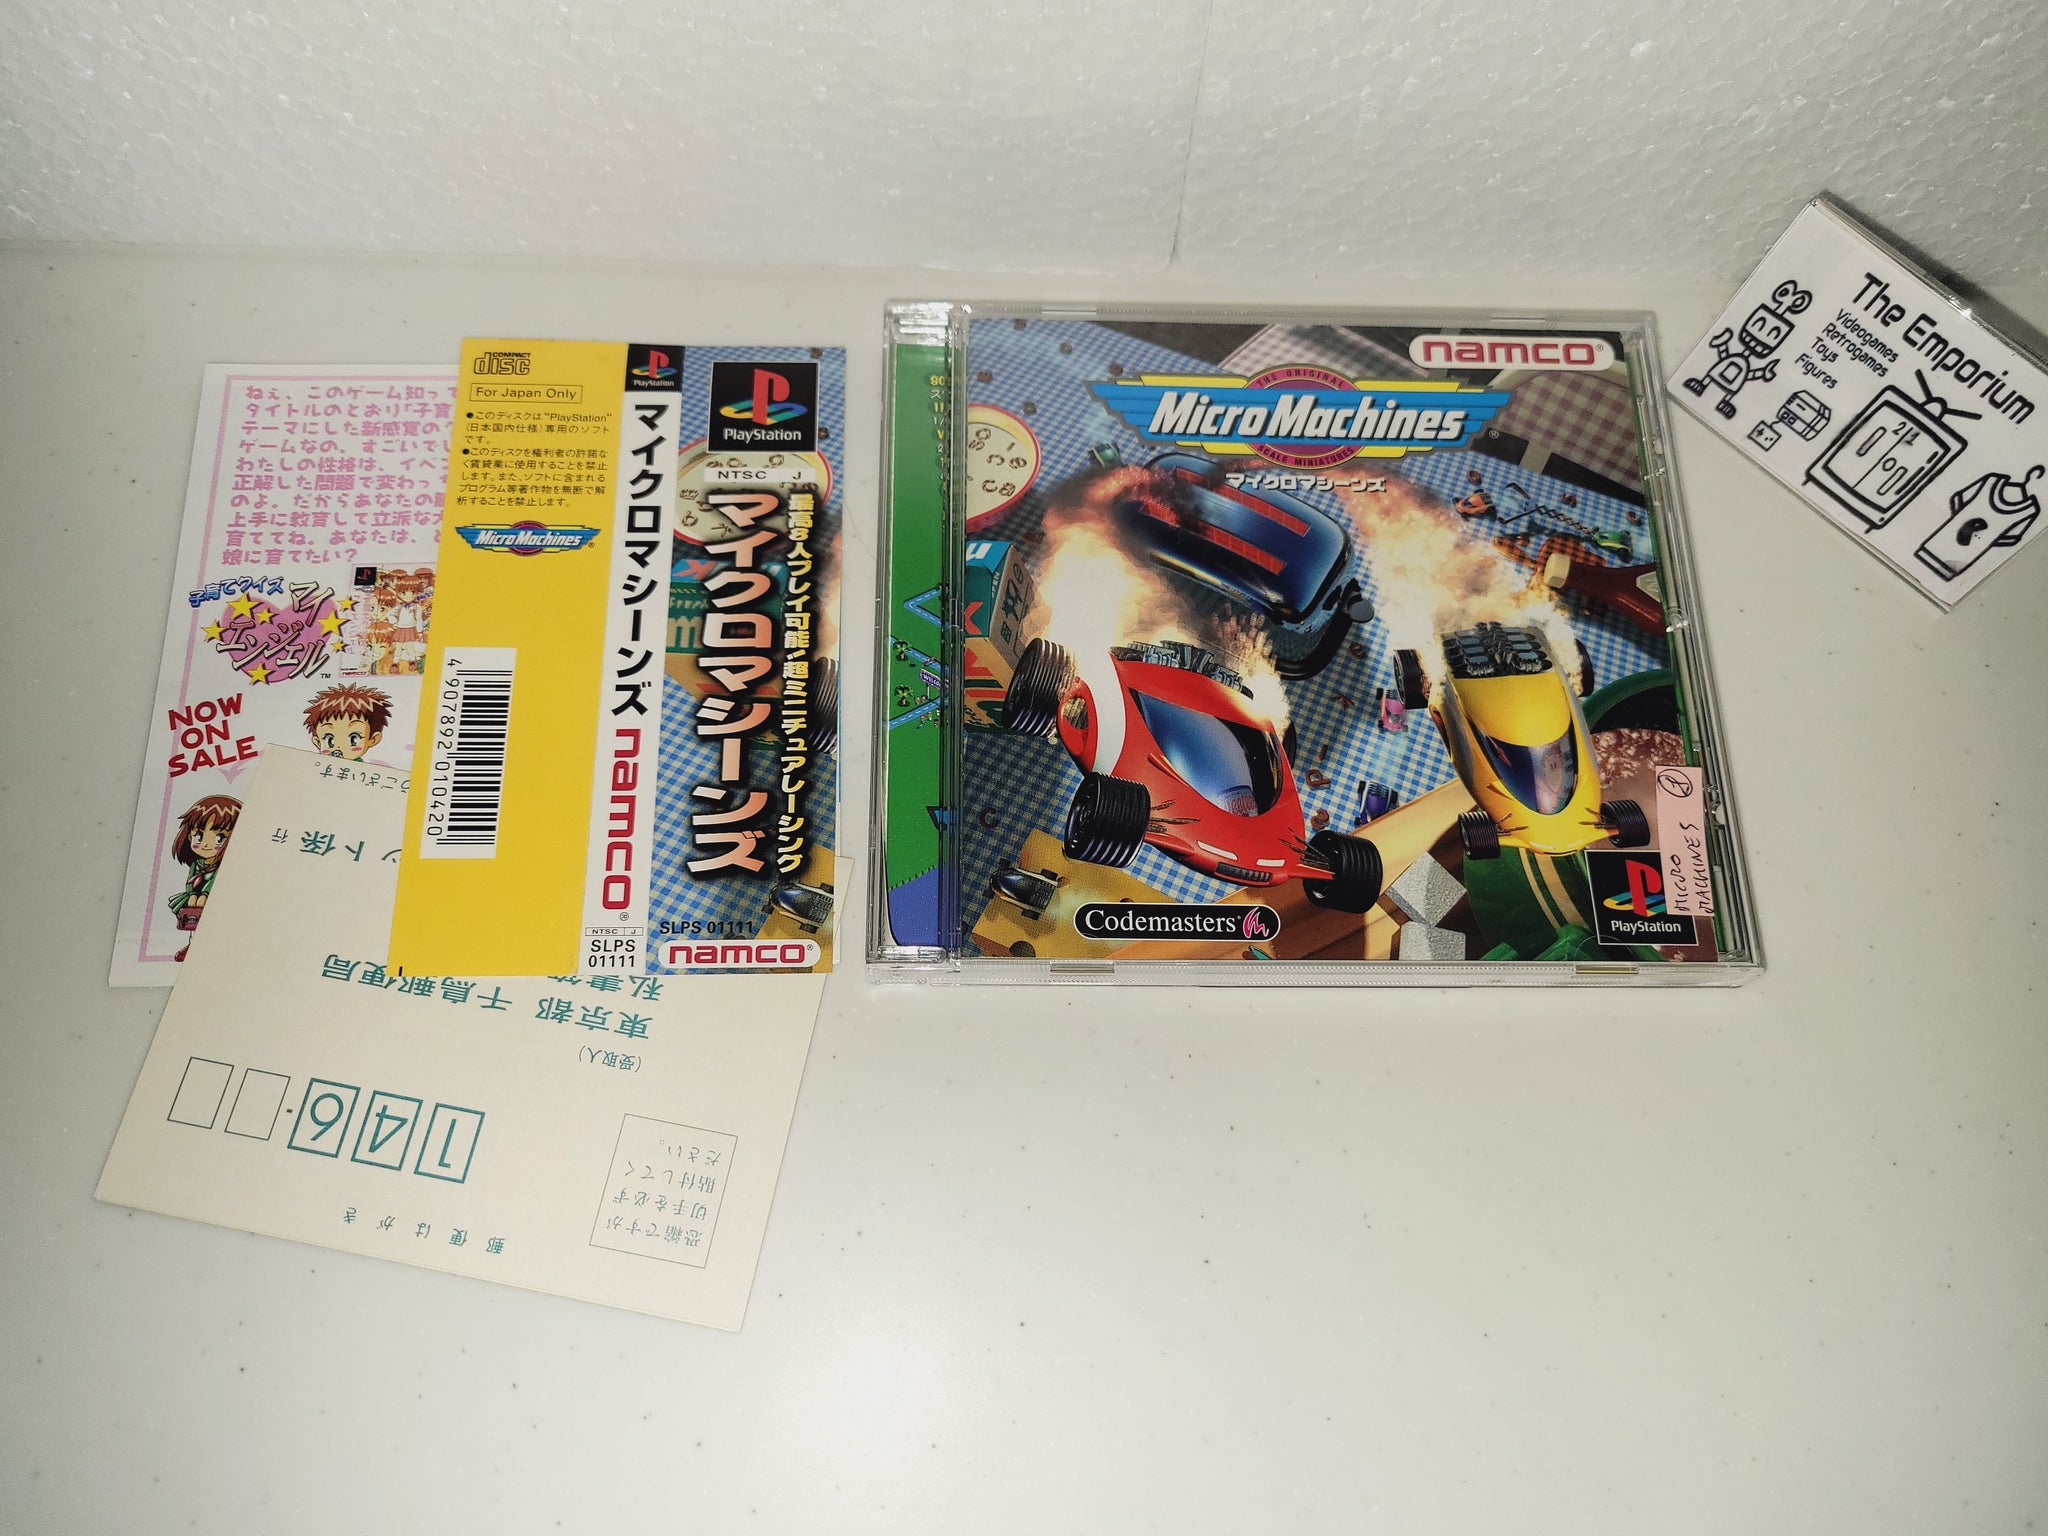 ねぇ、このゲーム知って
タイトルのとおり「子育
テーマにした新感覚の
ゲームなの。すごいでし
わたしの性格は、イベ
正解した問題で変わっ
のよ。だからあなたの
上手に教育して立派な
育ててね。あなたは、
娘に育てたい?
子育てクイズ
マイ
エンジェル
TM
namco
NOW
ON
SALE
COMPACT
disc
For Japan Only
●このディスクは"PlayStation"
(日本国内仕様)専用のソフト
です。
●このディスクを権利者の許諾な
く賃貸業に使用することを禁止
します。また、ソフトに含まれる
プログラム等著作物を無断で解
析することを禁止します。
MicroMachines®
4 907892 010420
PlayStation
マイクロマシーンズ
namco®
NTSC J
SLPS
01111
PlayStation
NTSC J
最高8人プレイ可能!超ミニチュアレーシング
マイクロマシーンズ
SLPS 01111
namco®
ございます。
ット係 行
私書
東京都 千鳥郵便局
(受取人)
146-
恐縮ですが
切手を必ず
貼付してく
ださい。
郵便はがき
namco®
THE ORIGINAL
MicroMachines®
SCALE MINIATURES
マイクロマシーンズ
Codemasters®
PlayStation
MICRO
MACHINES
The Emporium
Videogames
Retrogames
Toys
Figures